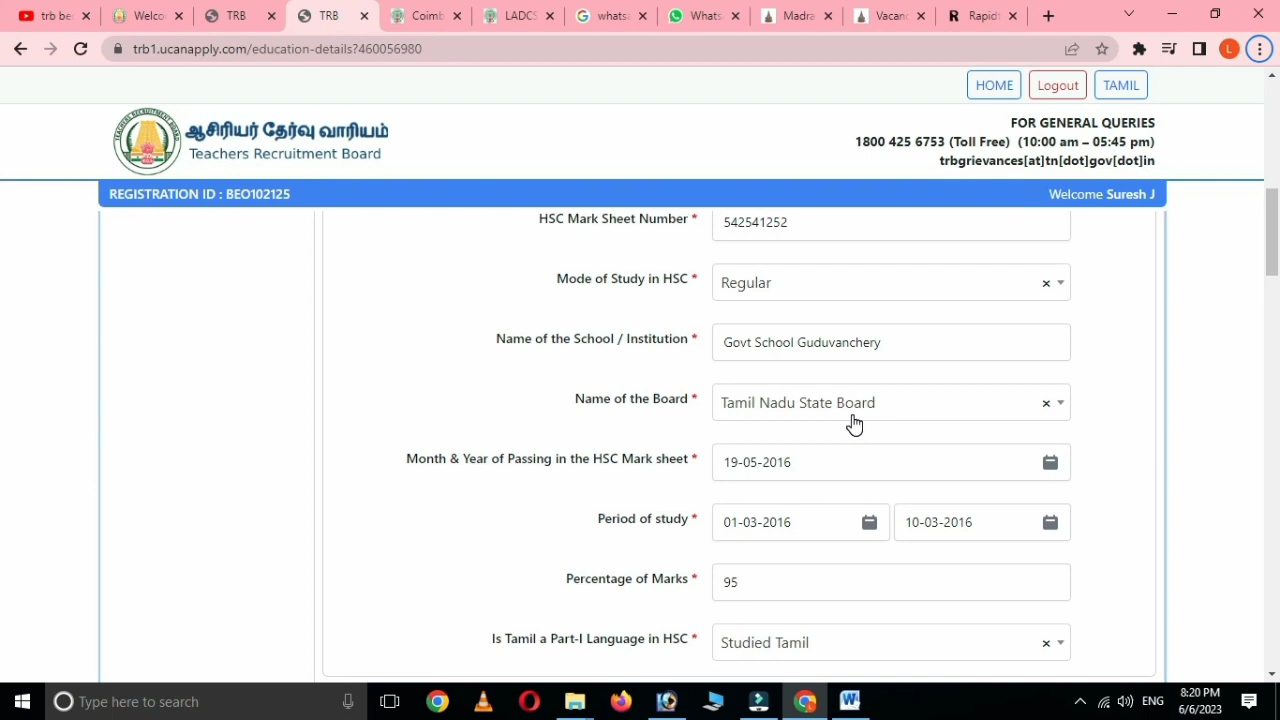 trb be
Welco
TRB
TRB
Coimb
LADCS
whats
Whats
Madra
Vacan
Rapid
trb1.ucanapply.com/education-details?460056980
L
HOME
Logout
TAMIL
ஆசிரியர் தேர்வு வாரியம்
Teachers Recruitment Board
FOR GENERAL QUERIES
1800 425 6753 (Toll Free) (10:00 am – 05:45 pm)
trbgrievances[at]tn[dot]gov[dot]in
REGISTRATION ID : BEO102125
Welcome Suresh J
HSC Mark Sheet Number *
542541252
Mode of Study in HSC *
Regular
Name of the School / Institution *
Govt School Guduvanchery
Name of the Board *
Tamil Nadu State Board
Month & Year of Passing in the HSC Mark sheet *
19-05-2016
Period of study *
01-03-2016
10-03-2016
Percentage of Marks *
95
Is Tamil a Part-I Language in HSC *
Studied Tamil
Type here to search
ENG
8:20 PM
6/6/2023